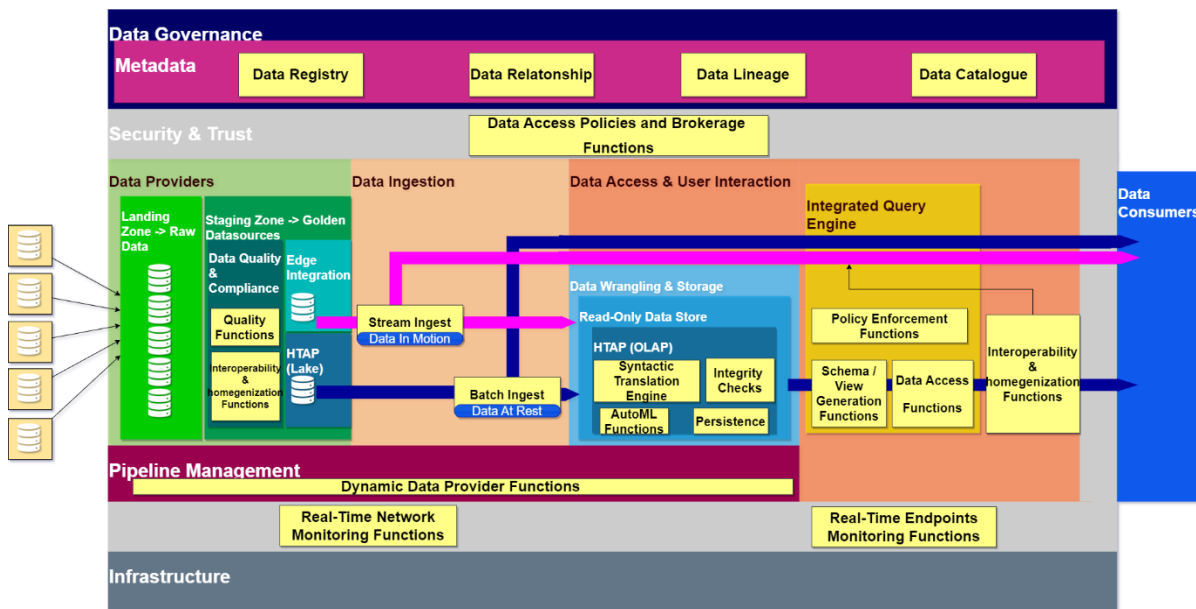 Data Governance
Metadata
Data Registry
Data Relatonship
Data Lineage
Data Catalogue
Security & Trust
Data Access Policies and Brokerage
Functions
Data Providers
Data Ingestion
Data Access & User Interaction
Data
Consumers
Landing
Zone -> Raw
Data
Staging Zone -> Golden
Datasources
Data Quality
&
Compliance
Edge
Integration
Quality
Functions
Interoperability
&
homegenization
Functions
HTAP
(Lake)
Stream Ingest
Data In Motion
Batch Ingest
Data At Rest
Data Wrangling & Storage
Read-Only Data Store
HTAP (OLAP)
Syntactic
Translation
Engine
Integrity
Checks
AutoML
Functions
Persistence
Integrated Query
Engine
Policy Enforcement
Functions
Schema /
View
Generation
Functions
Data Access
Functions
Interoperability
&
homegenization
Functions
Pipeline Management
Dynamic Data Provider Functions
Real-Time Network
Monitoring Functions
Real-Time Endpoints
Monitoring Functions
Infrastructure